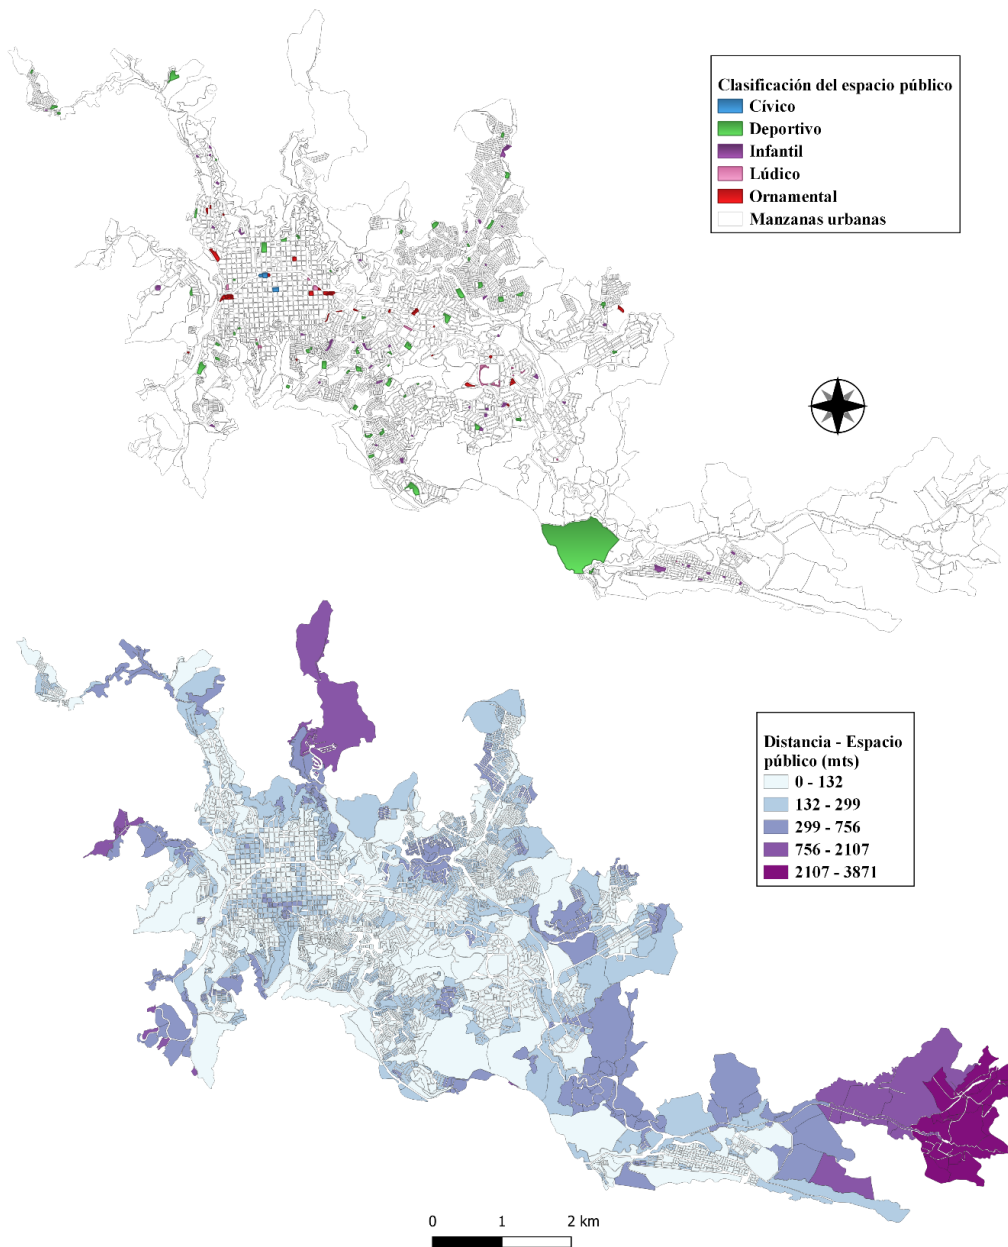 Clasificación del espacio público
Cívico
Deportivo
Infantil
Lúdico
Ornamental
Manzanas urbanas
Distancia - Espacio
público (mts)
0 - 132
132 - 299
299 - 756
756 - 2107
2107 - 3871
0 1 2 km